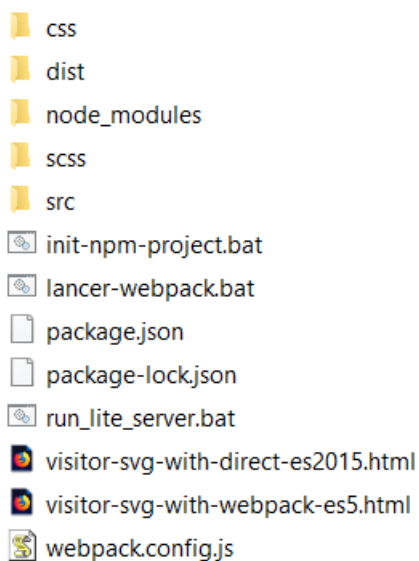 css
dist
node_modules
scss
src
init-npm-project.bat
lancer-webpack.bat
package.json
package-lock.json
run_lite_server.bat
visitor-svg-with-direct-es2015.html
visitor-svg-with-webpack-es5.html
webpack.config.js